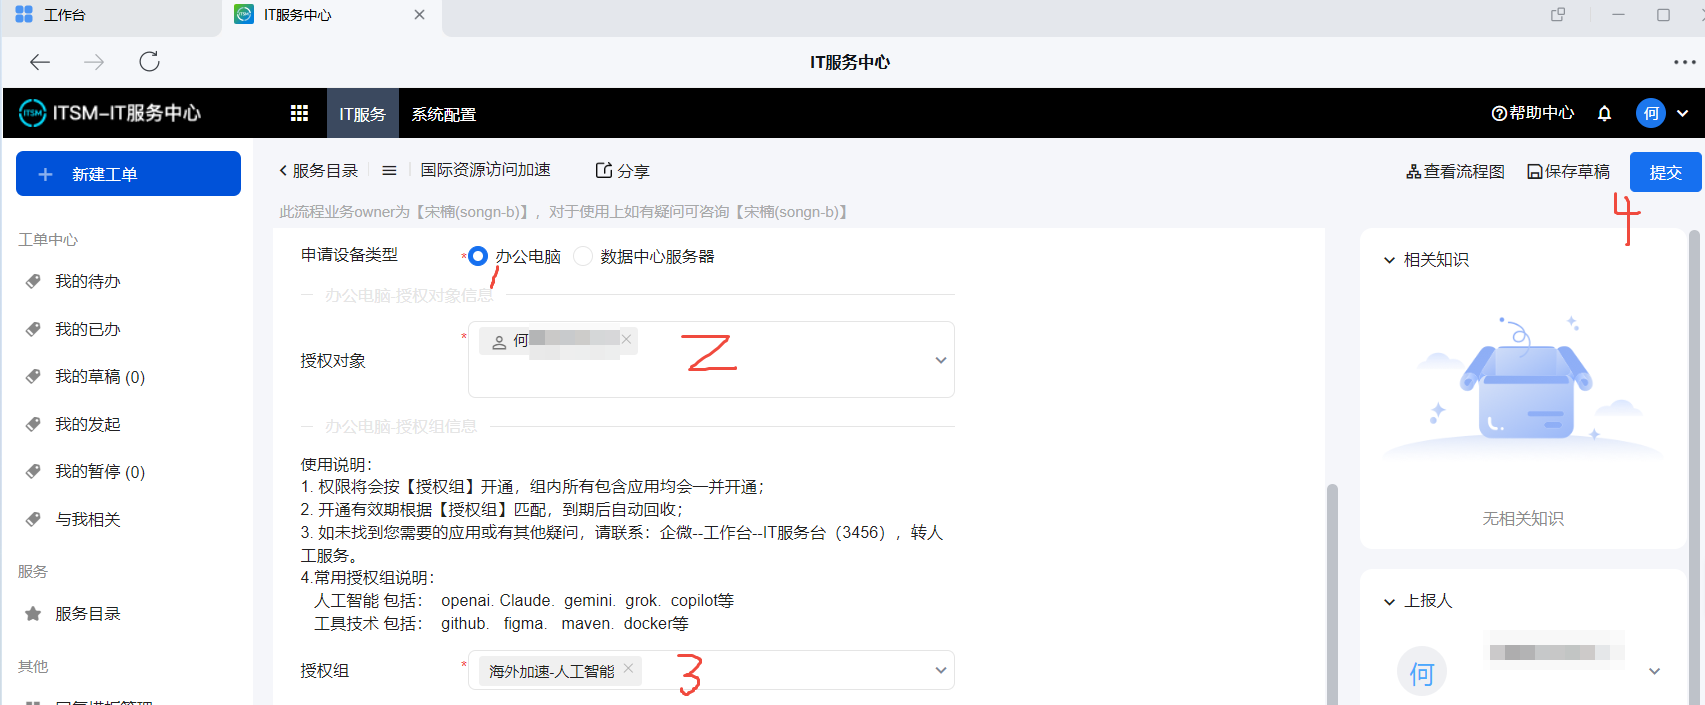 工作台
IT服务中心
IT服务中心
ITSM-IT服务中心
IT服务
系统配置
帮助中心
何
新建工单
服务目录
国际资源访问加速
分享
查看流程图
保存草稿
提交
4
此流程业务owner为【宋楠(songn-b)】，对于使用上如有疑问可咨询【宋楠(songn-b)】
工单中心
我的待办
我的已办
我的草稿 (0)
我的发起
我的暂停 (0)
与我相关
服务
服务目录
其他
申请设备类型
* 办公电脑
数据中心服务器
1
办公电脑-授权对象信息
授权对象
* 何
2
办公电脑-授权组信息
使用说明：
1. 权限将会按【授权组】开通，组内所有包含应用均会一并开通；
2. 开通有效期根据【授权组】匹配，到期后自动回收；
3. 如未找到您需要的应用或有其他疑问，请联系：企微--工作台--IT服务台（3456），转人
工服务。
4.常用授权组说明：
人工智能 包括： openai. Claude. gemini. grok. copilot等
工具技术 包括： github. figma. maven. docker等
授权组
* 海外加速-人工智能
3
相关知识
无相关知识
上报人
何